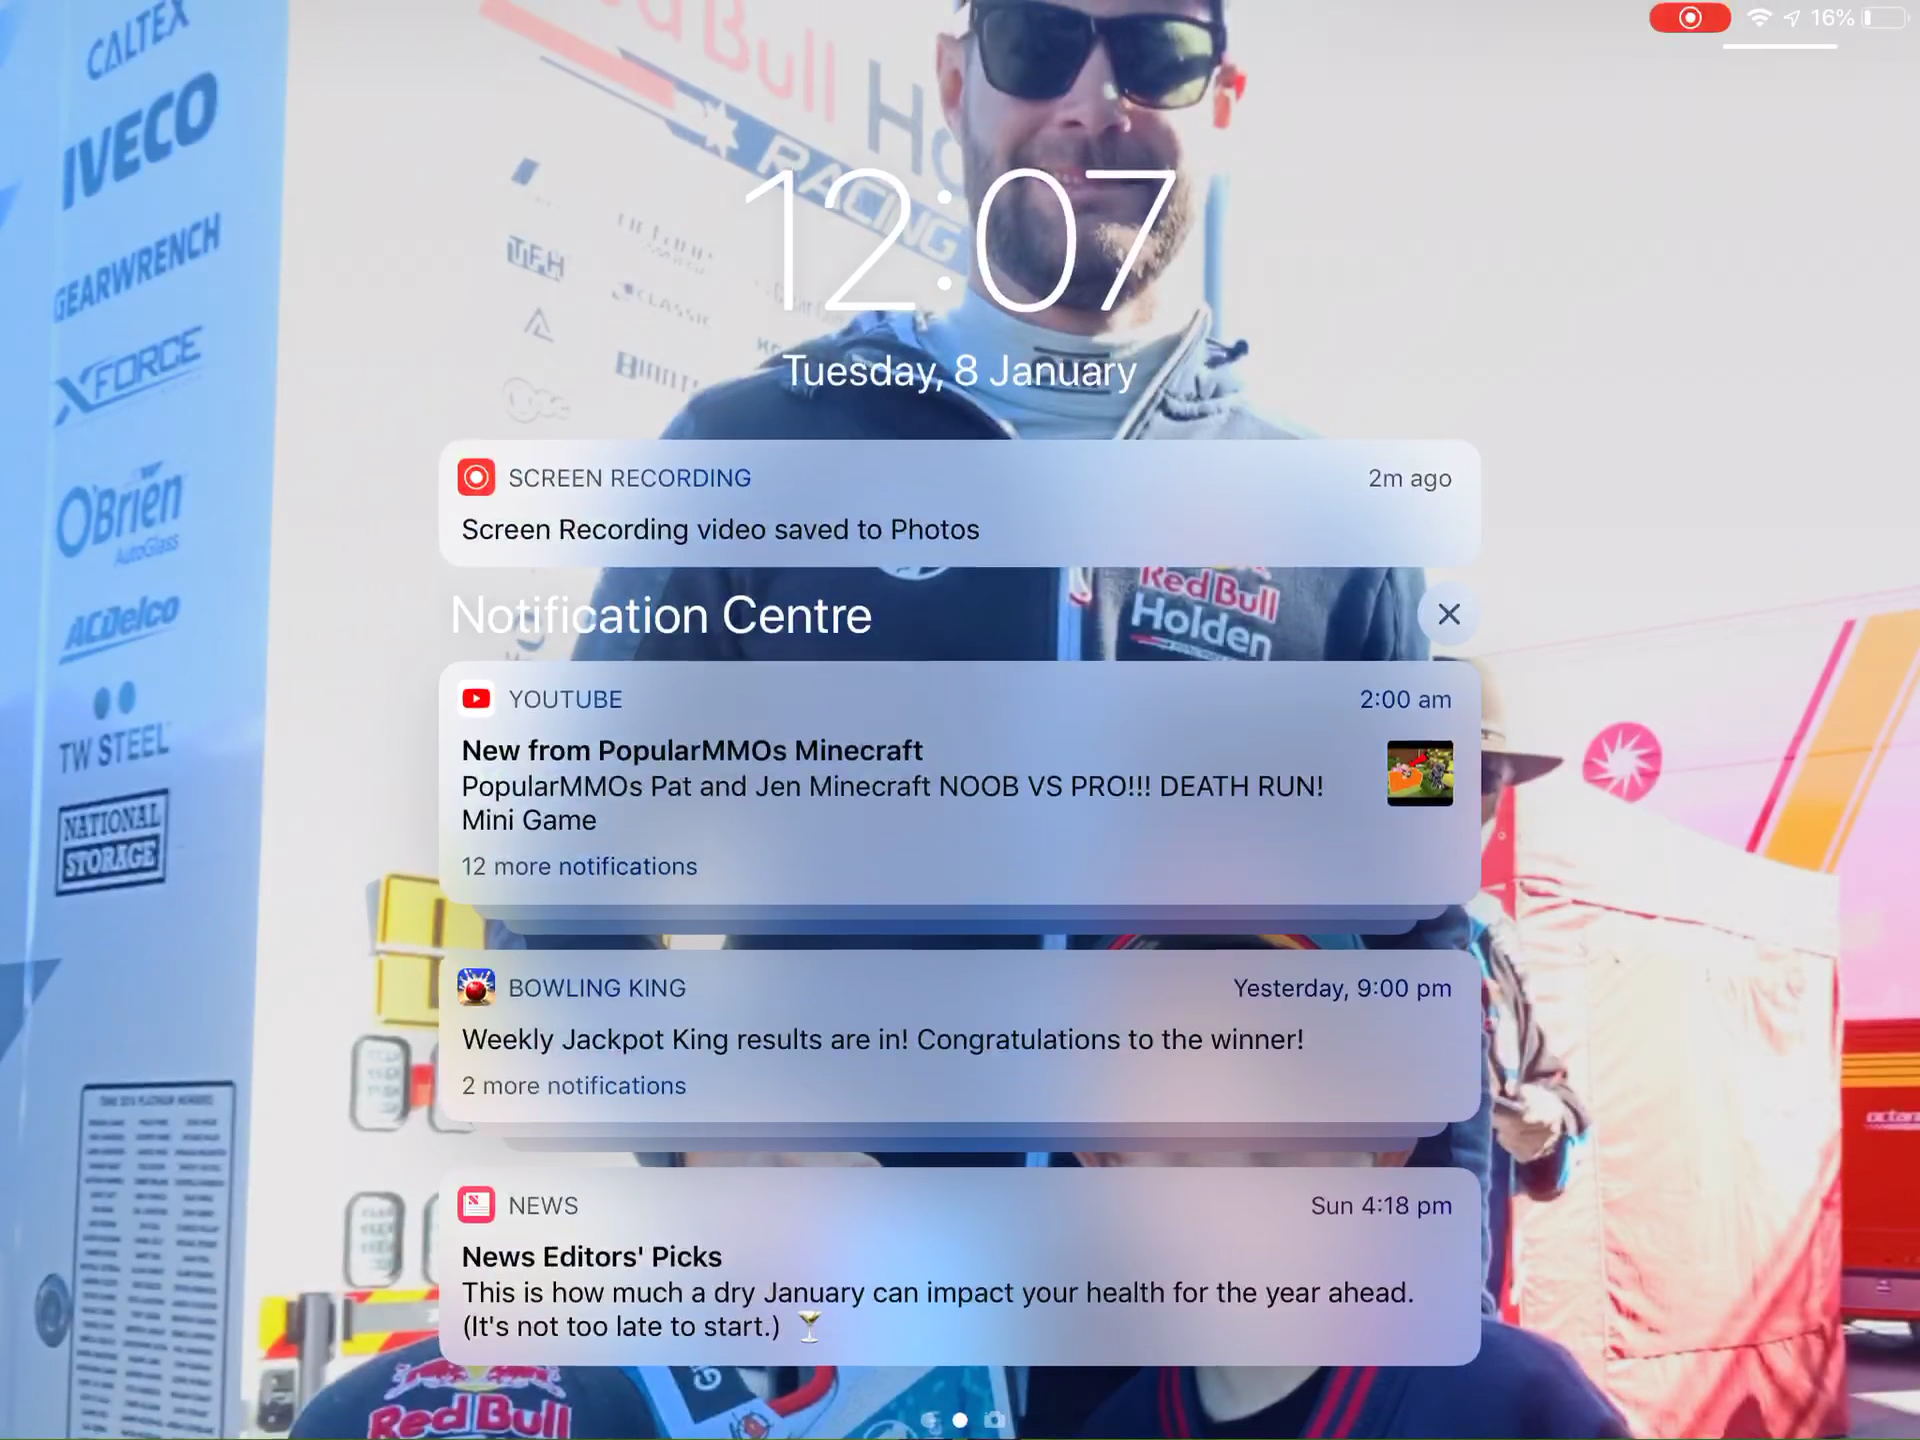 16%
CALTEX
IVECO
GEARWRENCH
XFORCE
O'Brien
AutoGlass
ACDelco
TW STEEL
NATIONAL
STORAGE
Red Bull
RACING
12:07
Tuesday, 8 January
SCREEN RECORDING
2m ago
Screen Recording video saved to Photos
Red Bull
Holden
Notification Centre
YOUTUBE
2:00 am
New from PopularMMOs Minecraft
PopularMMOs Pat and Jen Minecraft NOOB VS PRO!!! DEATH RUN!
Mini Game
12 more notifications
BOWLING KING
Yesterday, 9:00 pm
Weekly Jackpot King results are in! Congratulations to the winner!
2 more notifications
NEWS
Sun 4:18 pm
News Editors' Picks
This is how much a dry January can impact your health for the year ahead.
(It's not too late to start.) 🍸
Red Bull